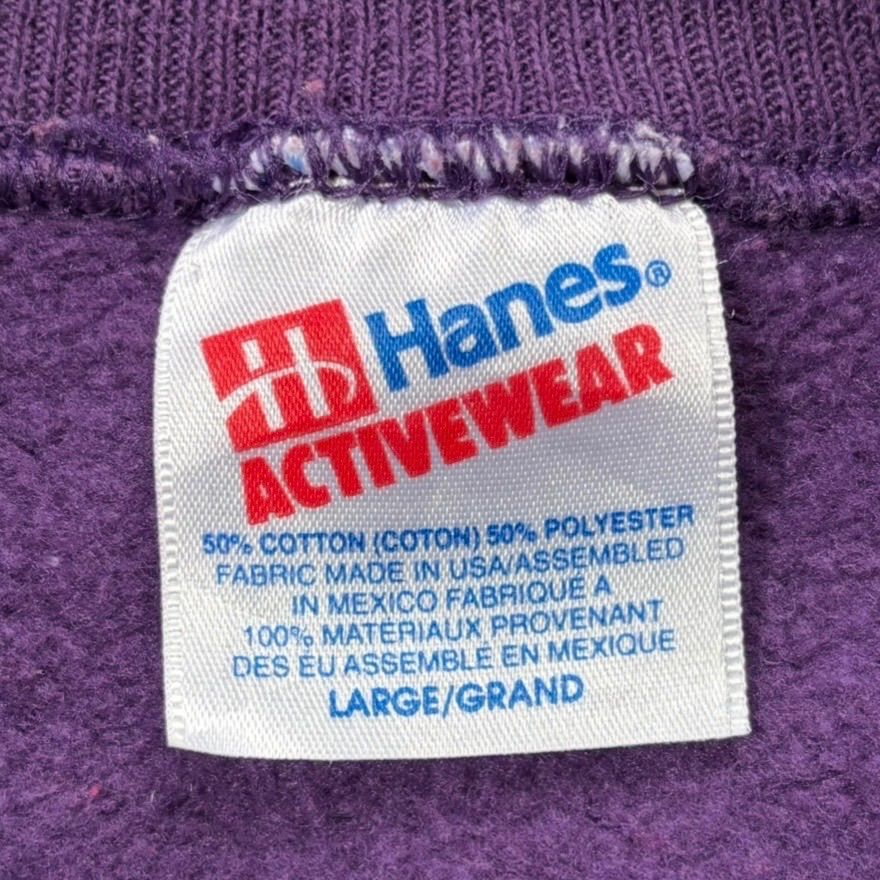 Hanes®
ACTIVEWEAR
50% COTTON (COTON) 50% POLYESTER
FABRIC MADE IN USA/ASSEMBLED
IN MEXICO FABRIQUÉ A
100% MATERIAUX PROVENANT
DES EU ASSEMBLÉ EN MEXIQUE
LARGE/GRAND